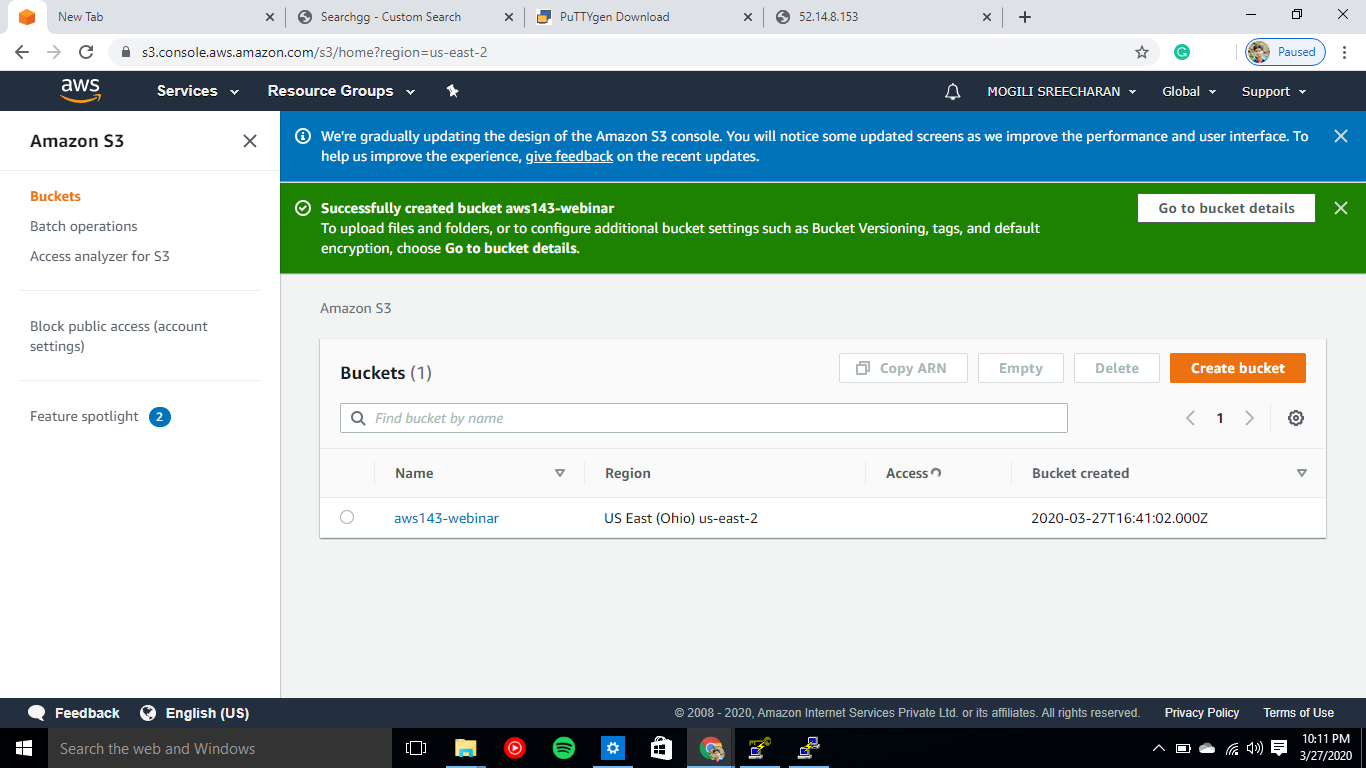 New Tab
Searchgg - Custom Search
PuTTYgen Download
52.14.8.153
s3.console.aws.amazon.com/s3/home?region=us-east-2
Paused
aws
Services
Resource Groups
MOGILI SREECHARAN
Global
Support
Amazon S3
Buckets
Batch operations
Access analyzer for S3
Block public access (account
settings)
Feature spotlight 2
We're gradually updating the design of the Amazon S3 console. You will notice some updated screens as we improve the performance and user interface. To
help us improve the experience, give feedback on the recent updates.
Successfully created bucket aws143-webinar
To upload files and folders, or to configure additional bucket settings such as Bucket Versioning, tags, and default
encryption, choose Go to bucket details.
Go to bucket details
Amazon S3
Buckets (1)
Copy ARN
Empty
Delete
Create bucket
Find bucket by name
1
Name
Region
Access
Bucket created
aws143-webinar
US East (Ohio) us-east-2
2020-03-27T16:41:02.000Z
Feedback
English (US)
© 2008 - 2020, Amazon Internet Services Private Ltd. or its affiliates. All rights reserved.
Privacy Policy
Terms of Use
Search the web and Windows
10:11 PM
3/27/2020